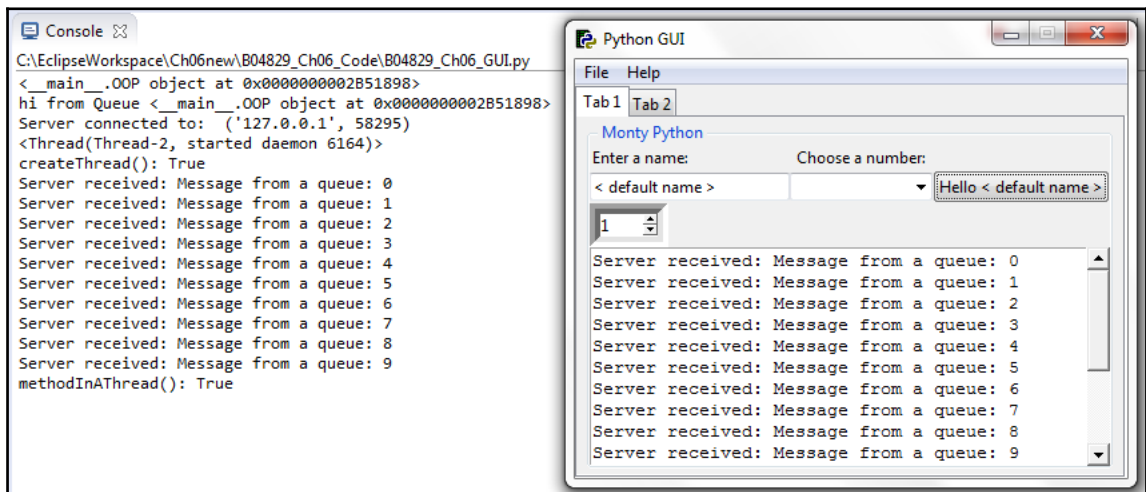 Console
C:\EclipseWorkspace\Ch06new\B04829_Ch06_Code\B04829_Ch06_GUI.py
<__main__.OOP object at 0x0000000002B51898>
hi from Queue <__main__.OOP object at 0x0000000002B51898>
Server connected to:  ('127.0.0.1', 58295)
<Thread(Thread-2, started daemon 6164)>
createThread(): True
Server received: Message from a queue: 0
Server received: Message from a queue: 1
Server received: Message from a queue: 2
Server received: Message from a queue: 3
Server received: Message from a queue: 4
Server received: Message from a queue: 5
Server received: Message from a queue: 6
Server received: Message from a queue: 7
Server received: Message from a queue: 8
Server received: Message from a queue: 9
methodInAThread(): True
Python GUI
File Help
Tab 1 Tab 2
Monty Python
Enter a name: Choose a number:
< default name > Hello < default name >
1
Server received: Message from a queue: 0
Server received: Message from a queue: 1
Server received: Message from a queue: 2
Server received: Message from a queue: 3
Server received: Message from a queue: 4
Server received: Message from a queue: 5
Server received: Message from a queue: 6
Server received: Message from a queue: 7
Server received: Message from a queue: 8
Server received: Message from a queue: 9